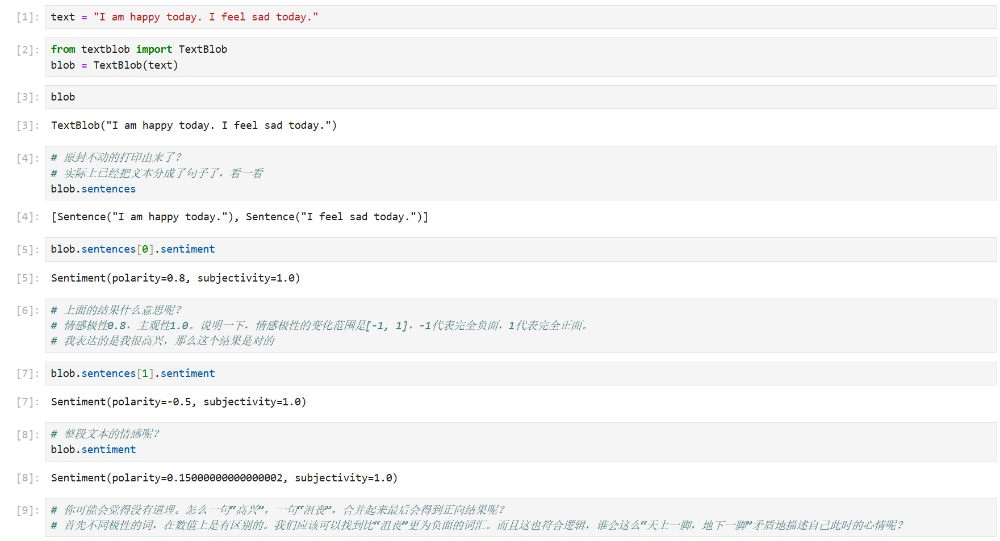 [1]: text = "I am happy today. I feel sad today."
[2]: from textblob import TextBlob
blob = TextBlob(text)
[3]: blob
[3]: TextBlob("I am happy today. I feel sad today.")
[4]: # 原封不动的打印出来了？
# 实际上已经把文本分成了句子了，看一看
blob.sentences
[4]: [Sentence("I am happy today."), Sentence("I feel sad today.")]
[5]: blob.sentences[0].sentiment
[5]: Sentiment(polarity=0.8, subjectivity=1.0)
[6]: # 上面的结果什么意思呢？
# 情感极性0.8，主观性1.0。说明一下，情感极性的变化范围是[-1, 1]，-1代表完全负面，1代表完全正面。
# 我表达的是我很高兴，那么这个结果是对的
[7]: blob.sentences[1].sentiment
[7]: Sentiment(polarity=-0.5, subjectivity=1.0)
[8]: # 整段文本的情感呢？
blob.sentiment
[8]: Sentiment(polarity=0.15000000000000002, subjectivity=1.0)
[9]: # 你可能会觉得没有道理。怎么一句“高兴”，一句“沮丧”，合并起来最后会得到正向结果呢？
# 首先不同极性的词，在数值上是有区别的。我们应该可以找到比“沮丧”更为负面的词汇。而且这也符合逻辑，谁会这么“天上一脚，地下一脚”矛盾地描述自己此时的心情呢？